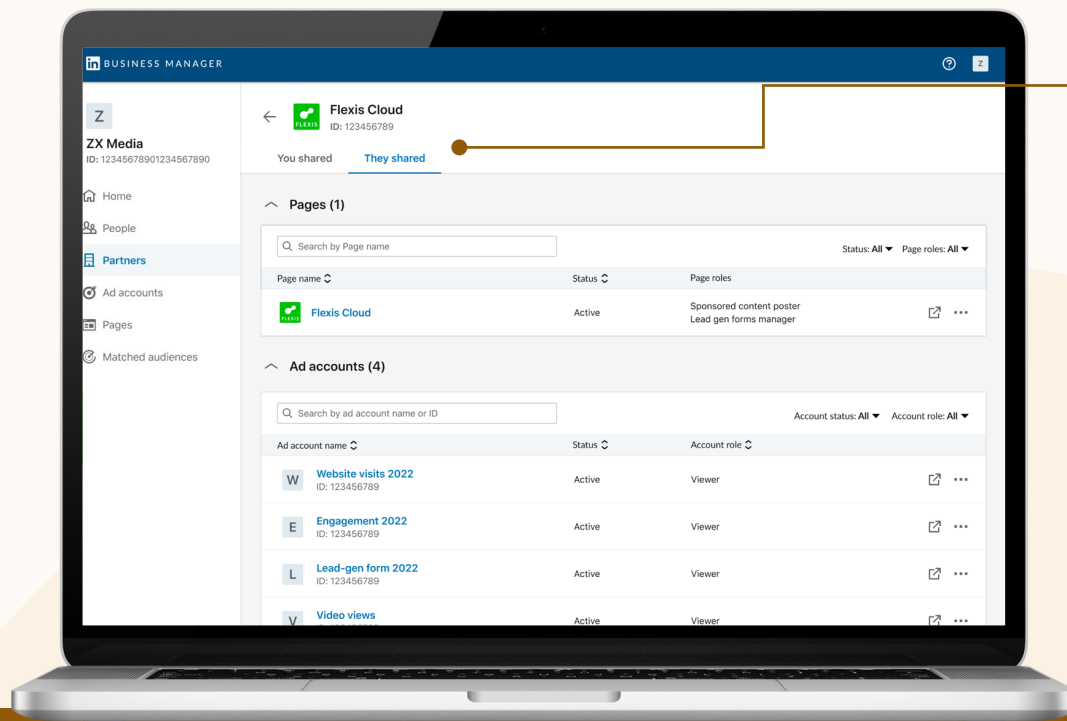 in BUSINESS MANAGER
Z
Z
ZX Media
ID: 12345678901234567890
Home
People
Partners
Ad accounts
Pages
Matched audiences
FLEXIS
Flexis Cloud
ID: 123456789
You shared They shared
Pages (1)
Search by Page name
Status: All Page roles: All
Page name Status Page roles
FLEXIS
Flexis Cloud Active Sponsored content poster
Lead gen forms manager
Ad accounts (4)
Search by ad account name or ID
Account status: All Account role: All
Ad account name Status Account role
W Website visits 2022 Active Viewer
ID: 123456789
E Engagement 2022 Active Viewer
ID: 123456789
L Lead-gen form 2022 Active Viewer
ID: 123456789
V Video views Active Viewer